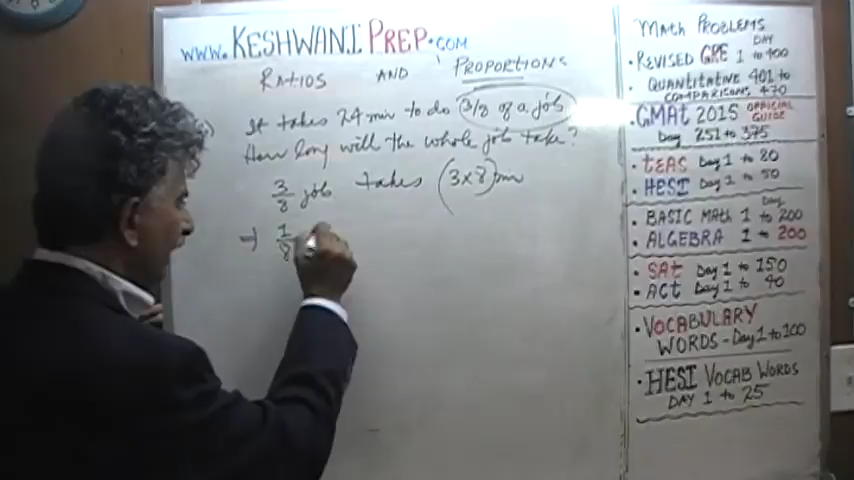 www.KESHWANI PREP.COM
RATIOS AND PROPORTIONS
It takes 24 min to do 3/8 of a job
How long will the whole job take?
3/8 job takes (3x8) min
→ 1/8
MATH PROBLEMS
DAY
• REVISED GRE 1 to 400
• QUANTITATIVE 401 to
COMPARISONS 470
• GMAT 2015 OFFICIAL GUIDE
Day 251 to 375
• TEAS Day 1 to 80
• HESI Day 1 to 50
Day
• BASIC MATH 1 to 200
• ALGEBRA 1 to 200
• SAT Day 1 to 150
• ACT Day 1 to 40
• VOCABULARY
WORDS - Day 1 to 100
• HESI VOCAB WORDS
DAY 1 to 25